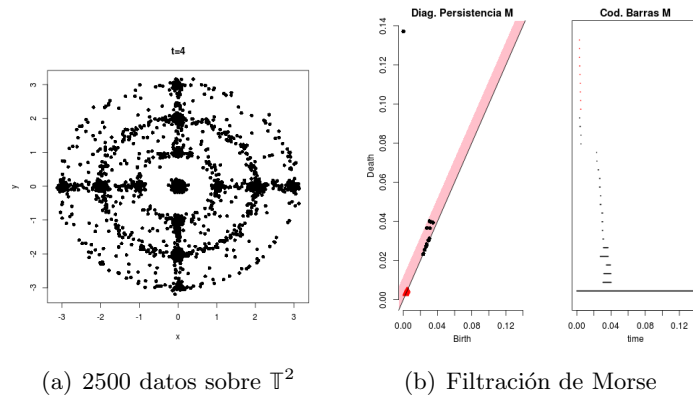 t=4
3
2
1
0
-1
-2
-3
y
-3 -2 -1 0 1 2 3
x
(a) 2500 datos sobre 𝕋²
Diag. Persistencia M
0.14
0.12
0.10
0.08
0.06
0.04
0.02
0.00
Death
0.00 0.04 0.08 0.12
Birth
Cod. Barras M
0.00 0.04 0.08 0.12
time
(b) Filtración de Morse